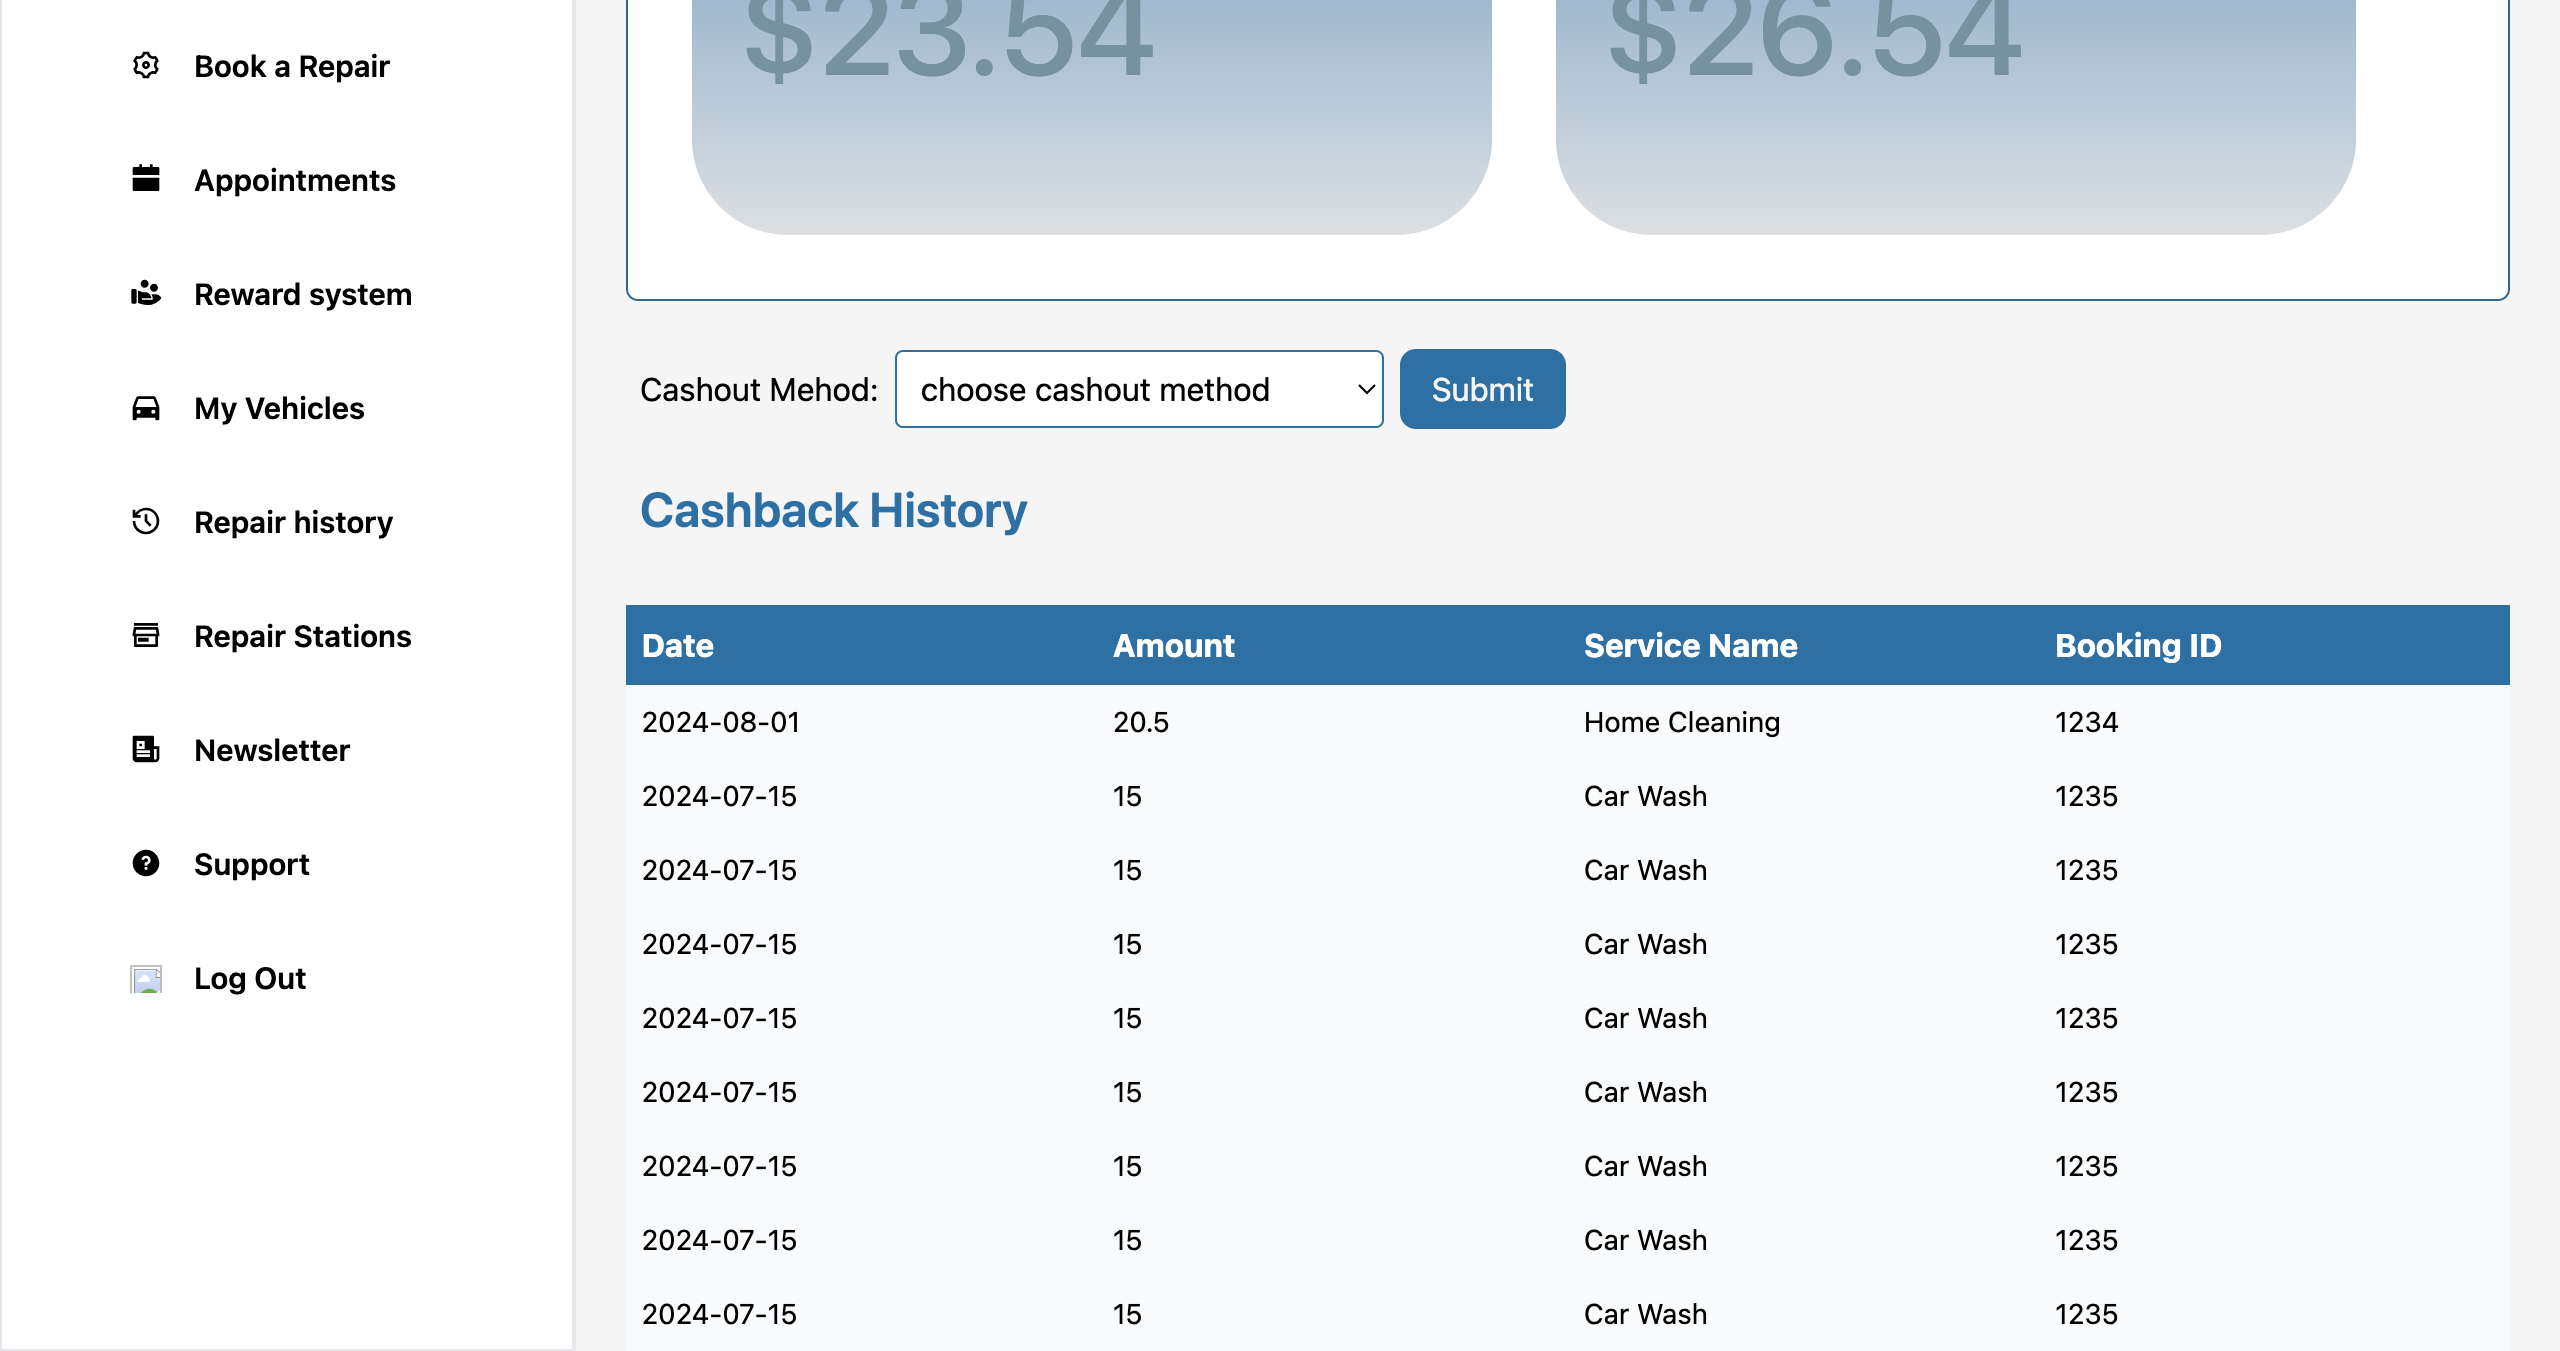 Book a Repair
Appointments
Reward system
My Vehicles
Repair history
Repair Stations
Newsletter
Support
Log Out
$23.54 $26.54
Cashout Mehod: choose cashout method Submit
Cashback History
Date Amount Service Name Booking ID
2024-08-01 20.5 Home Cleaning 1234
2024-07-15 15 Car Wash 1235
2024-07-15 15 Car Wash 1235
2024-07-15 15 Car Wash 1235
2024-07-15 15 Car Wash 1235
2024-07-15 15 Car Wash 1235
2024-07-15 15 Car Wash 1235
2024-07-15 15 Car Wash 1235
2024-07-15 15 Car Wash 1235